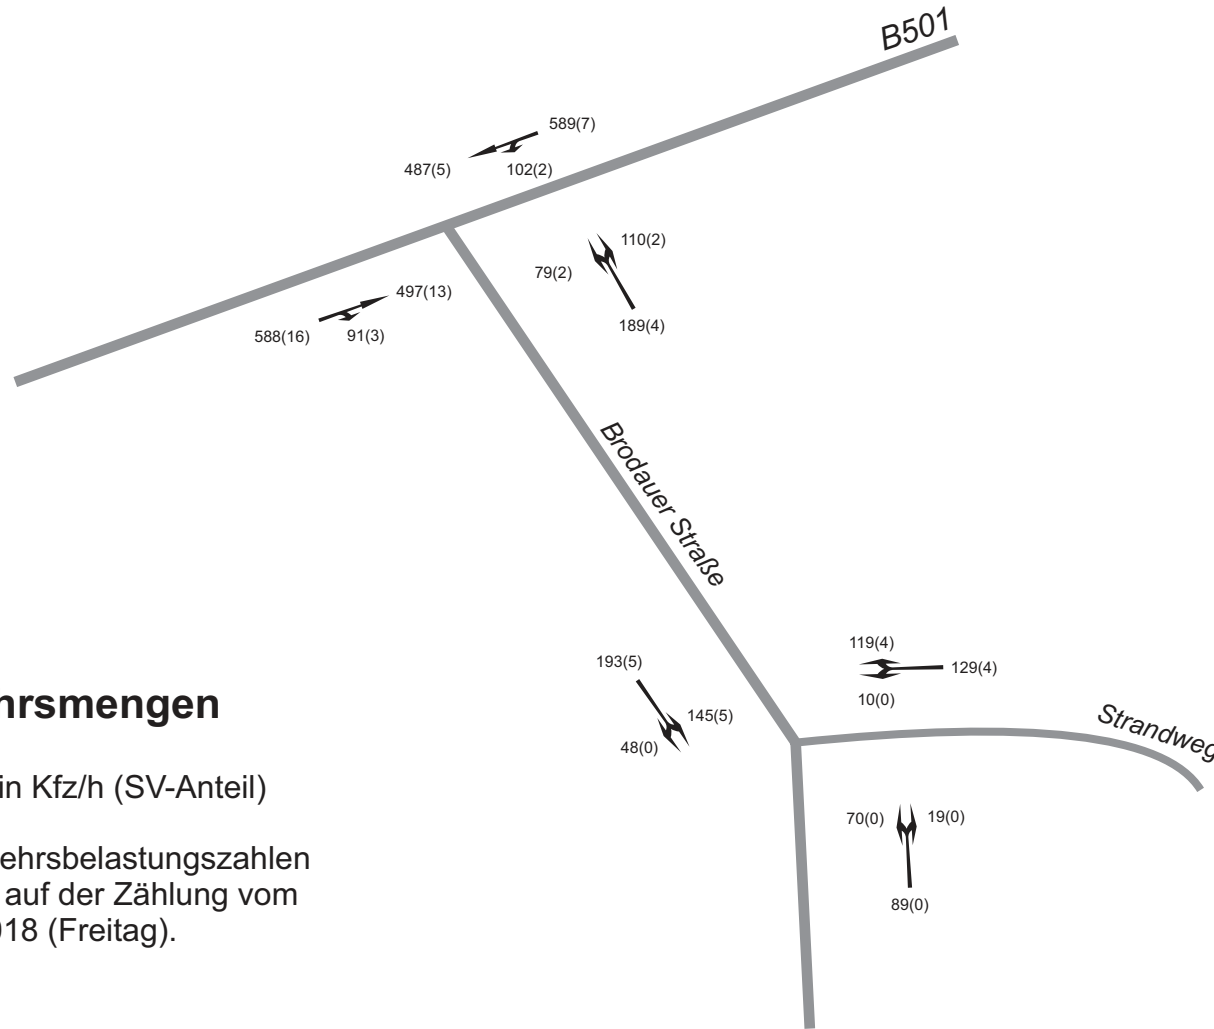 B501
589(7)
487(5)
102(2)
110(2)
79(2)
189(4)
497(13)
588(16)
91(3)
Brodauer Straße
119(4)
129(4)
10(0)
193(5)
145(5)
48(0)
Strandweg
70(0)
19(0)
89(0)
hrsmengen
in Kfz/h (SV-Anteil)
ehrsbelastungszahlen
auf der Zählung vom
18 (Freitag).